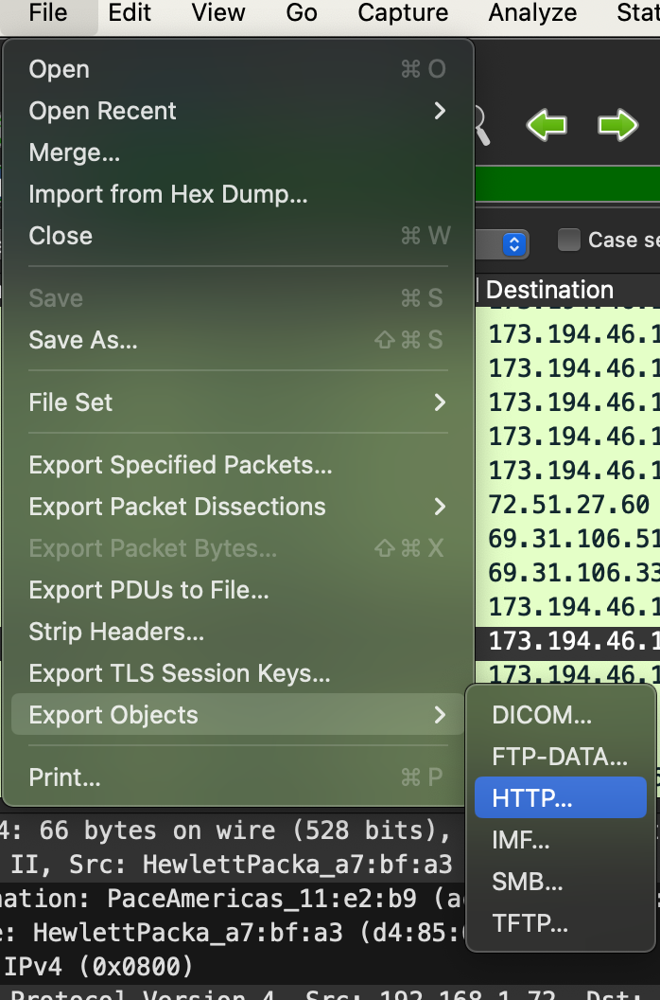 File Edit View Go Capture Analyze Stat
Open ⌘ O
Open Recent
Merge...
Import from Hex Dump...
Close ⌘ W
Case se
Save ⌘ S
Destination
Save As... ⇧ ⌘ S
173.194.46.1
173.194.46.1
File Set
173.194.46.1
173.194.46.1
Export Specified Packets...
173.194.46.1
Export Packet Dissections
72.51.27.60
Export Packet Bytes... ⇧ ⌘ X
69.31.106.51
Export PDUs to File...
69.31.106.33
173.194.46.1
Strip Headers...
173.194.46.1
Export TLS Session Keys...
173.194.46.1
Export Objects
Print... ⌘ P
DICOM...
FTP-DATA...
HTTP...
IMF...
SMB...
TFTP...
4: 66 bytes on wire (528 bits),
II, Src: HewlettPacka_a7:bf:a3
nation: PaceAmericas_11:e2:b9 (a
e: HewlettPacka_a7:bf:a3 (d4:85:
IPv4 (0x0800)
Protocol Version 4, Src: 192.168.1.72, Dst: